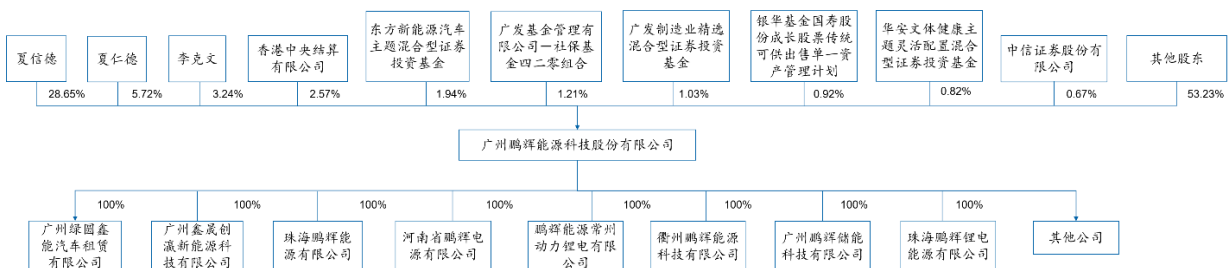 夏信德
夏仁德
李克文
香港中央结算
有限公司
东方新能源汽车
主题混合型证券
投资基金
广发基金管理有
限公司－社保基
金四二零组合
广发制造业精选
混合型证券投资
基金
银华基金国寿股
份成长股票传统
可供出售单一资
产管理计划
华安文体健康主
题灵活配置混合
型证券投资基金
中信证券股份有
限公司
其他股东
28.65%
5.72%
3.24%
2.57%
1.94%
1.21%
1.03%
0.92%
0.82%
0.67%
53.23%
广州鹏辉能源科技股份有限公司
100%
100%
100%
100%
100%
100%
100%
100%
广州绿圆鑫
能汽车租赁
有限公司
广州鑫晟创
瀛新能源科
技有限公司
珠海鹏辉能
源有限公司
河南省鹏辉电
源有限公司
鹏辉能源常州
动力锂电有限公
司
衢州鹏辉能源
科技有限公司
广州鹏辉储能
科技有限公司
珠海鹏辉锂电
能源有限公司
其他公司